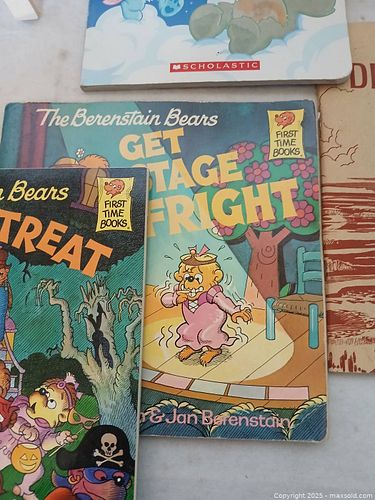 SCHOLASTIC
The Berenstain Bears
GET
STAGE
FRIGHT
FIRST
TIME
BOOKS
& Jan Berenstain
n Bears
TREAT
FIRST
TIME
BOOKS
D
Copyright 2025 - maxsold.com